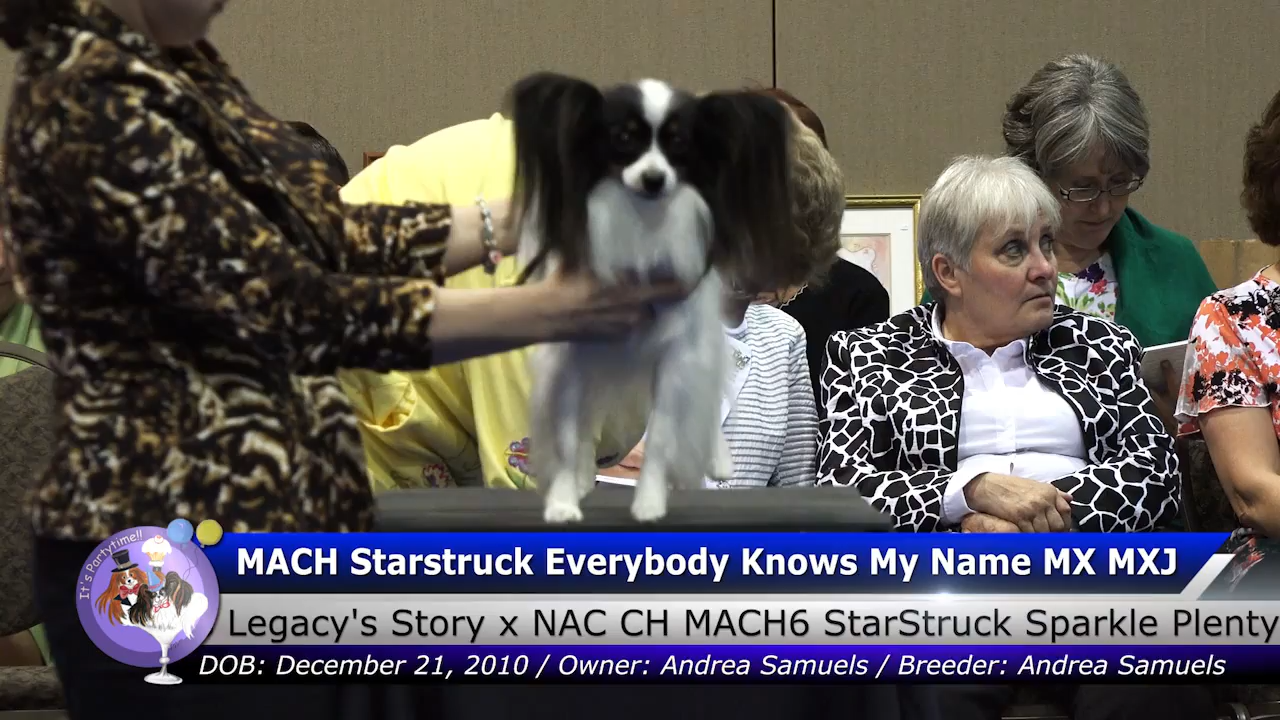 It's Partytime!!
MACH Starstruck Everybody Knows My Name MX MXJ
Legacy's Story x NAC CH MACH6 StarStruck Sparkle Plenty
DOB: December 21, 2010 / Owner: Andrea Samuels / Breeder: Andrea Samuels